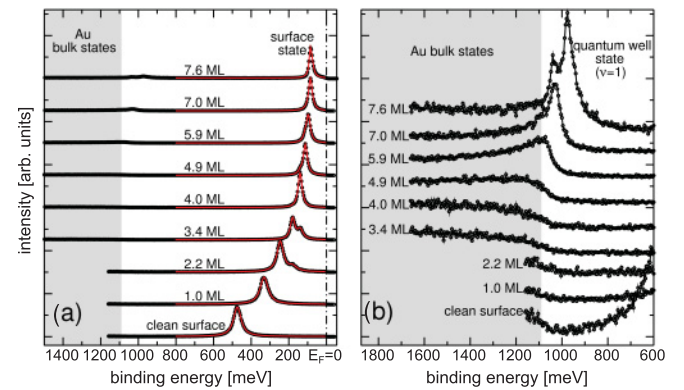 Au
bulk states
surface
state
7.6 ML
7.0 ML
5.9 ML
4.9 ML
4.0 ML
3.4 ML
2.2 ML
1.0 ML
clean surface
(a)
1400 1200 1000 800 600 400 200 E_F=0
binding energy [meV]
intensity [arb. units]
Au bulk states
quantum well
state
(ν=1)
7.6 ML
7.0 ML
5.9 ML
4.9 ML
4.0 ML
3.4 ML
2.2 ML
1.0 ML
clean surface
(b)
1800 1600 1400 1200 1000 800 600
binding energy [meV]